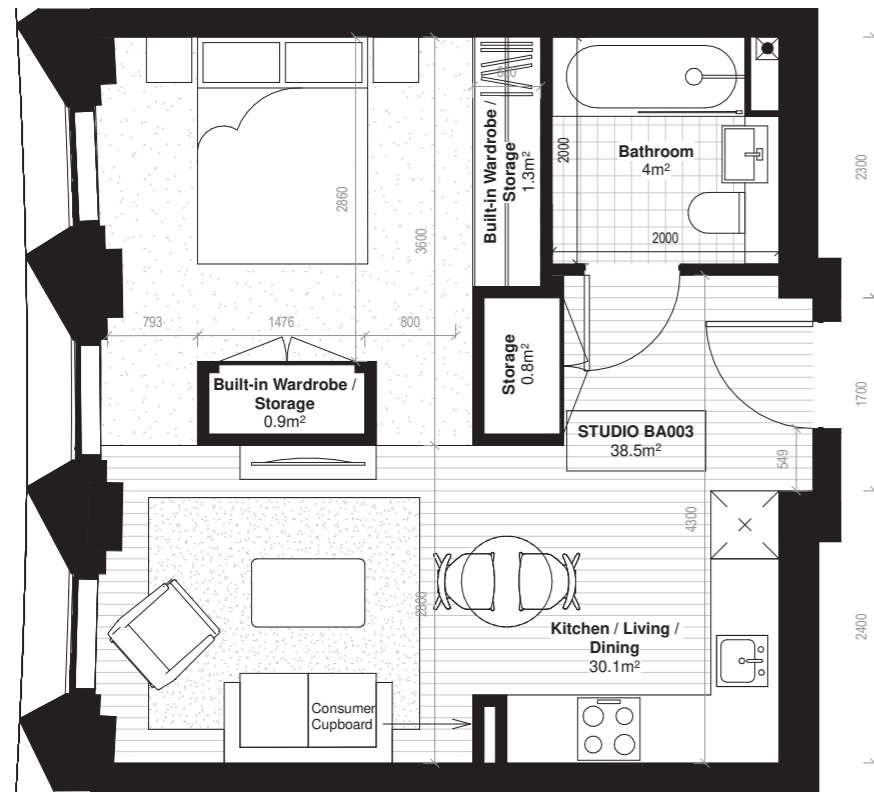 Built-in Wardrobe /
Storage
1.3m²
Bathroom
4m²
2000
2000
2300
2860
3600
793
1476
800
Built-in Wardrobe /
Storage
0.9m²
Storage
0.8m²
1700
STUDIO BA003
38.5m²
549
4300
2800
Kitchen / Living /
Dining
30.1m²
2400
Consumer
Cupboard